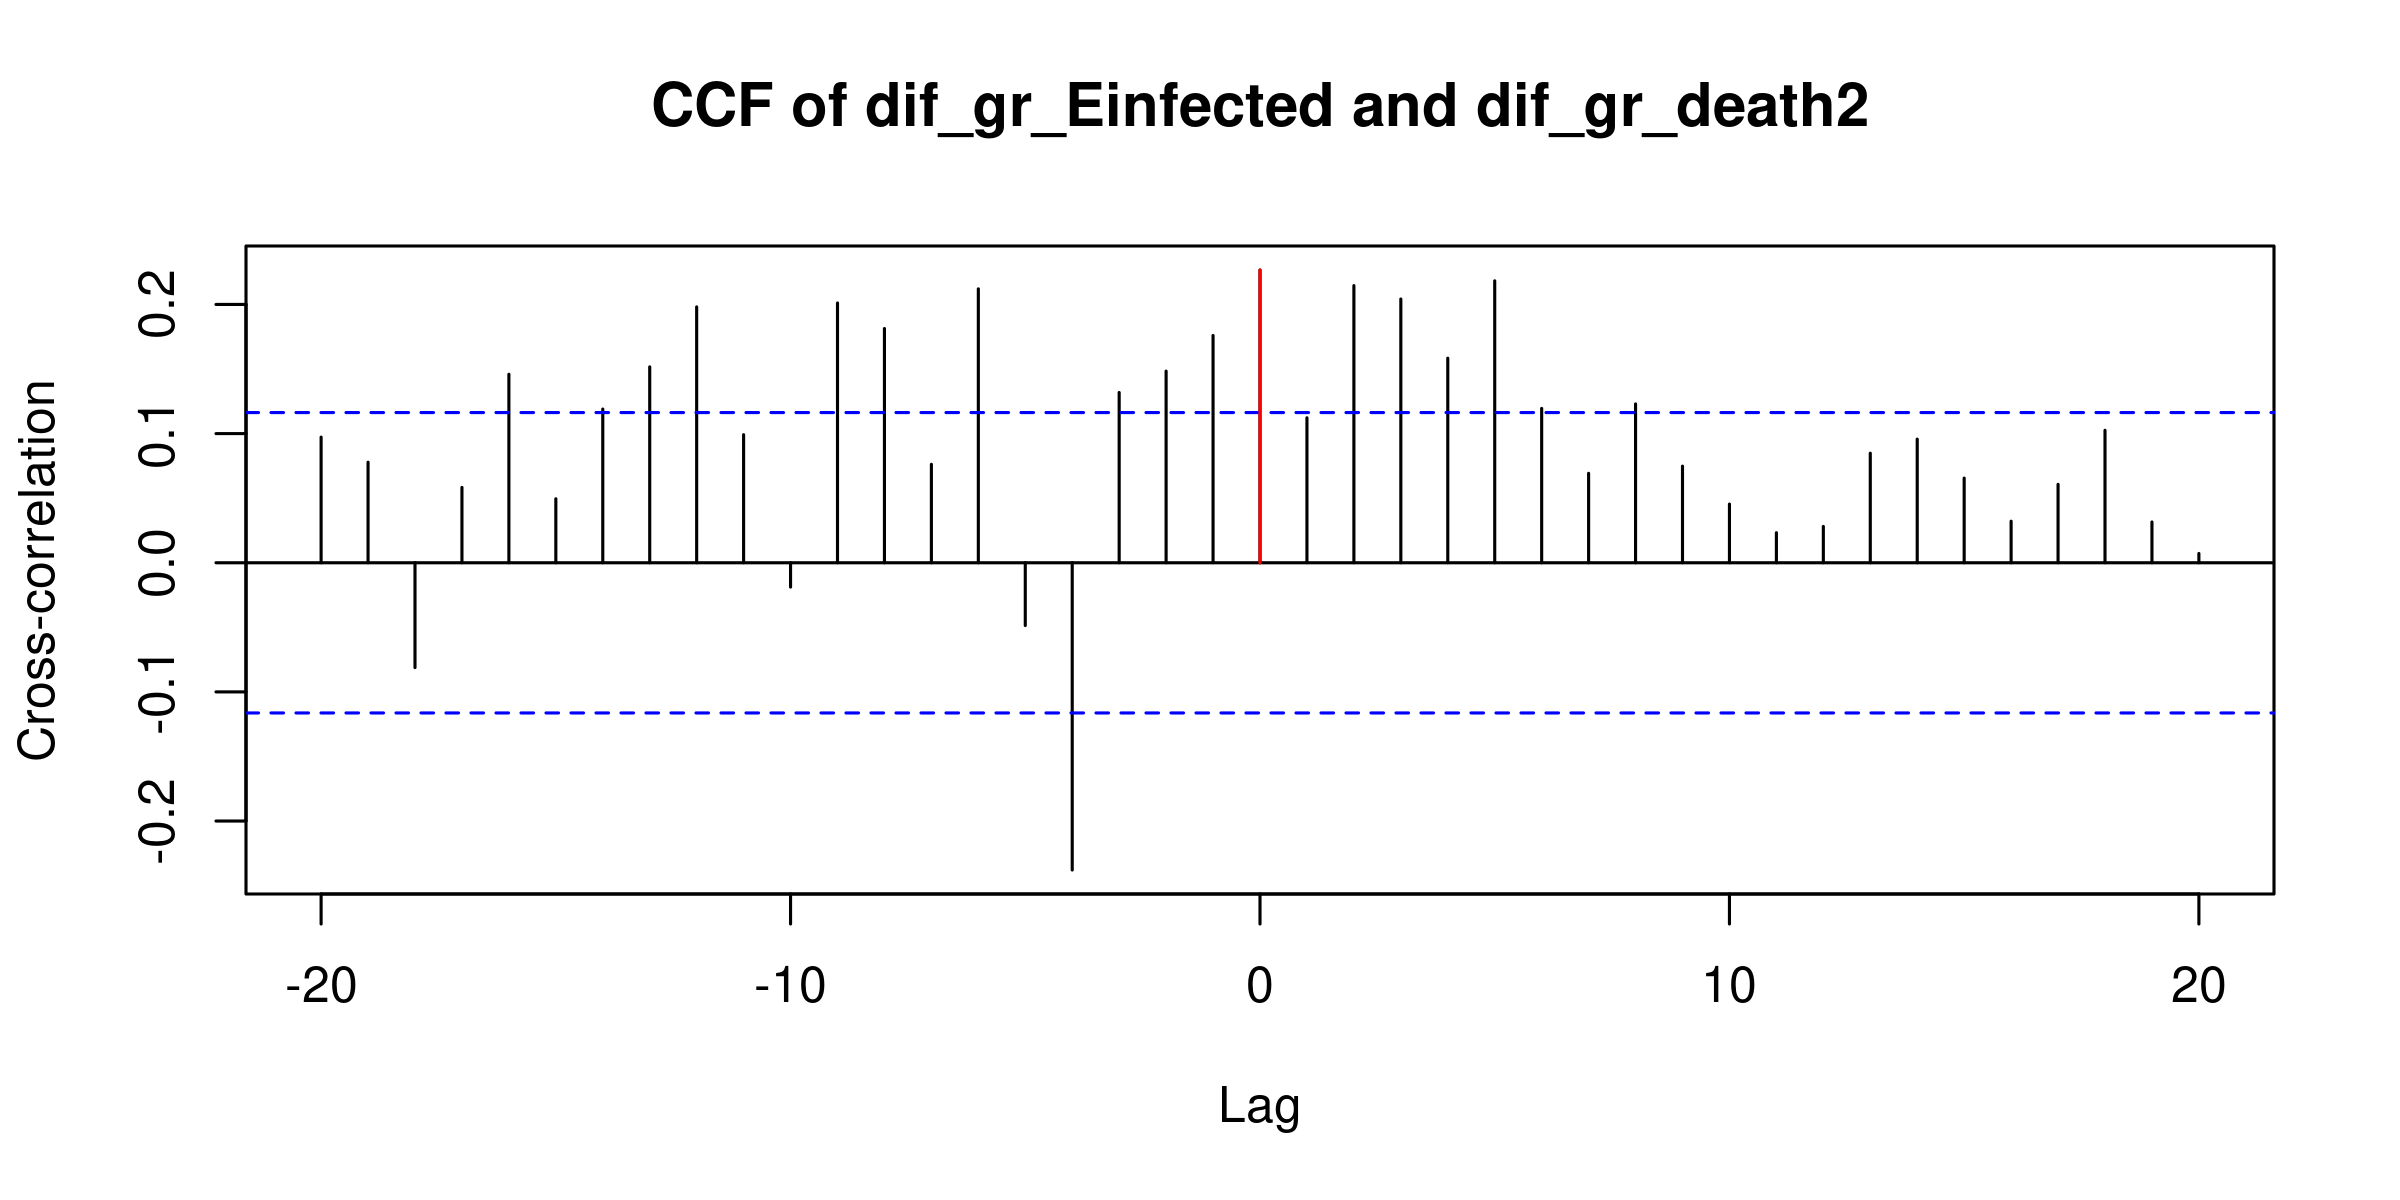 CCF of dif_gr_Einfected and dif_gr_death2
Cross-correlation
0.2
0.1
0.0
-0.1
-0.2
-20 -10 0 10 20
Lag